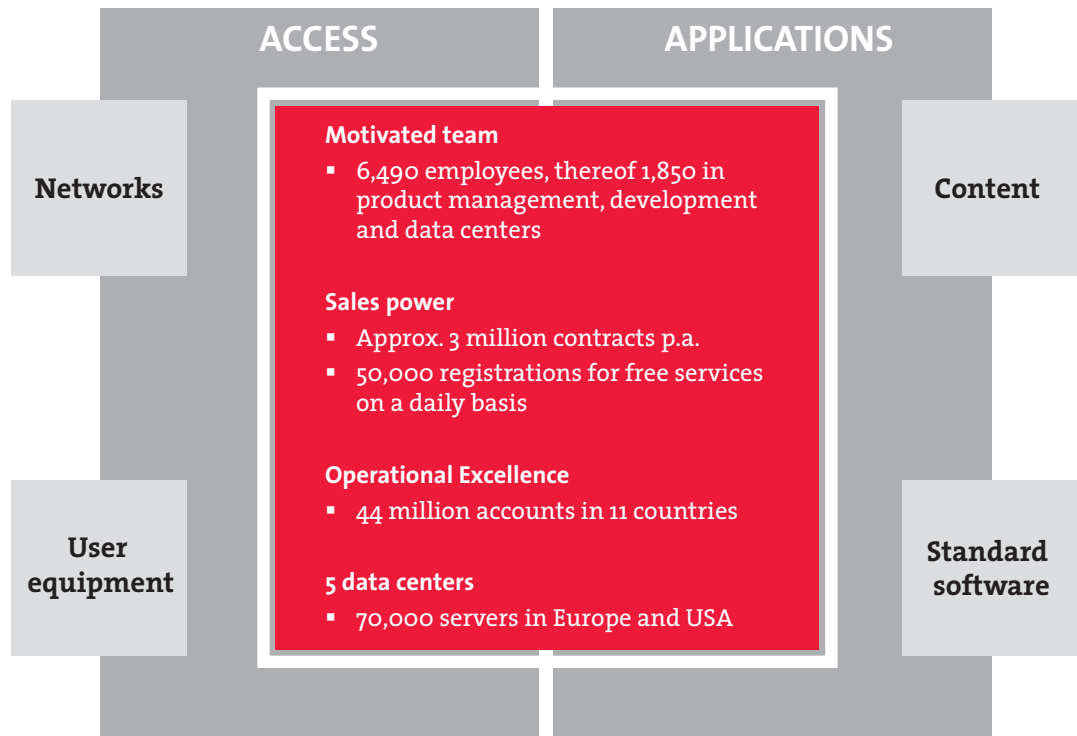 ACCESS
APPLICATIONS
Networks
Content
Motivated team
▪ 6,490 employees, thereof 1,850 in
product management, development
and data centers
Sales power
▪ Approx. 3 million contracts p.a.
▪ 50,000 registrations for free services
on a daily basis
Operational Excellence
▪ 44 million accounts in 11 countries
5 data centers
▪ 70,000 servers in Europe and USA
User
equipment
Standard
software